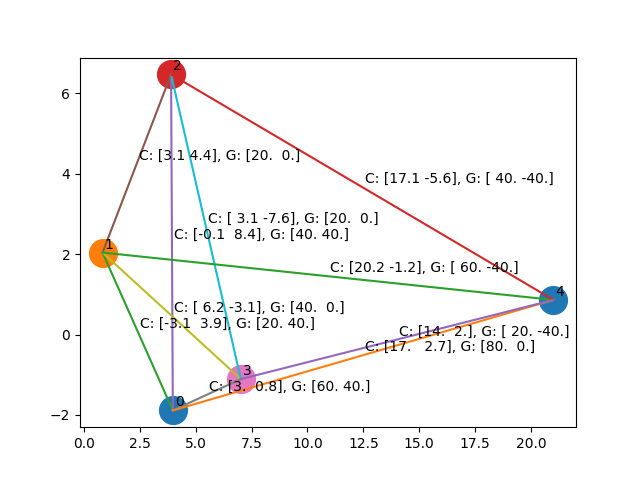 2
6
C: [3.1 4.4], G: [20.  0.]
4
C: [17.1 -5.6], G: [ 40. -40.]
C: [ 3.1 -7.6], G: [20.  0.]
C: [-0.1  8.4], G: [40. 40.]
1
2
C: [20.2 -1.2], G: [ 60. -40.]
4
C: [ 6.2 -3.1], G: [40.  0.]
C: [-3.1  3.9], G: [20. 40.]
0
C: [14.  2.], G: [ 20. -40.]
C: [17.   2.7], G: [80.  0.]
3
C: [3.  0.8], G: [60. 40.]
0
−2
0.0 2.5 5.0 7.5 10.0 12.5 15.0 17.5 20.0